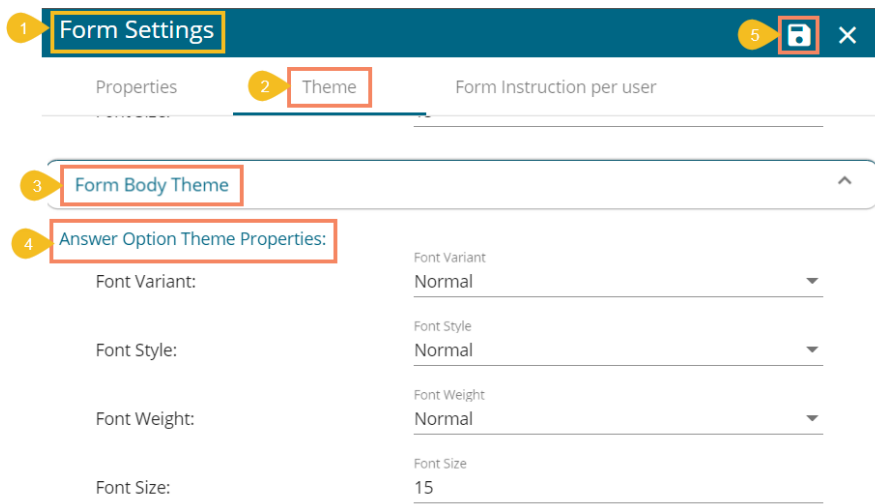 1 Form Settings 5
Properties 2 Theme Form Instruction per user
3 Form Body Theme
4 Answer Option Theme Properties:
Font Variant
Font Variant: Normal
Font Style
Font Style: Normal
Font Weight
Font Weight: Normal
Font Size
Font Size: 15